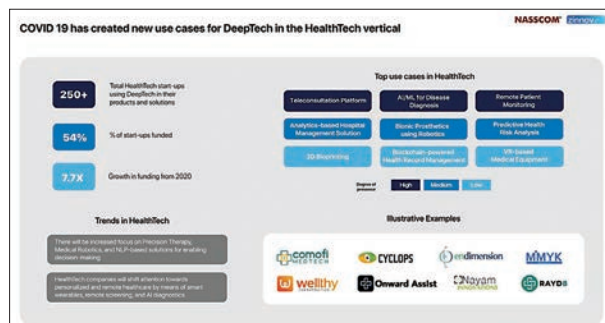 COVID 19 has created new use cases for DeepTech in the HealthTech vertical
NASSCOM zinnov
250+
Total HealthTech start-ups
using DeepTech in their
products and solutions
54%
% of start-ups funded
7.7X
Growth in funding from 2020
Top use cases in HealthTech
Teleconsultation Platform
AI/ML for Disease
Diagnosis
Remote Patient
Monitoring
Analytics-based Hospital
Management Solution
Bionic Prosthetics
using Robotics
Predictive Health
Risk Analysis
3D Bioprinting
Blockchain-powered
Health Record Management
VR-based
Medical Equipment
Degree of
presence
High
Medium
Low
Trends in HealthTech
There will be increased focus on Precision Therapy,
Medical Robotics, and NLP-based solutions for enabling
decision making
HealthTech companies will shift attention towards
personalized and remote healthcare by means of smart
wearables, remote screening, and AI diagnostics
Illustrative Examples
comofi
MEDTECH
CYCLOPS
endimension
MMYK
wellthy
THERAPEUTICS
Onward Assist
Nayam
INNOVATIONS
RAYD8